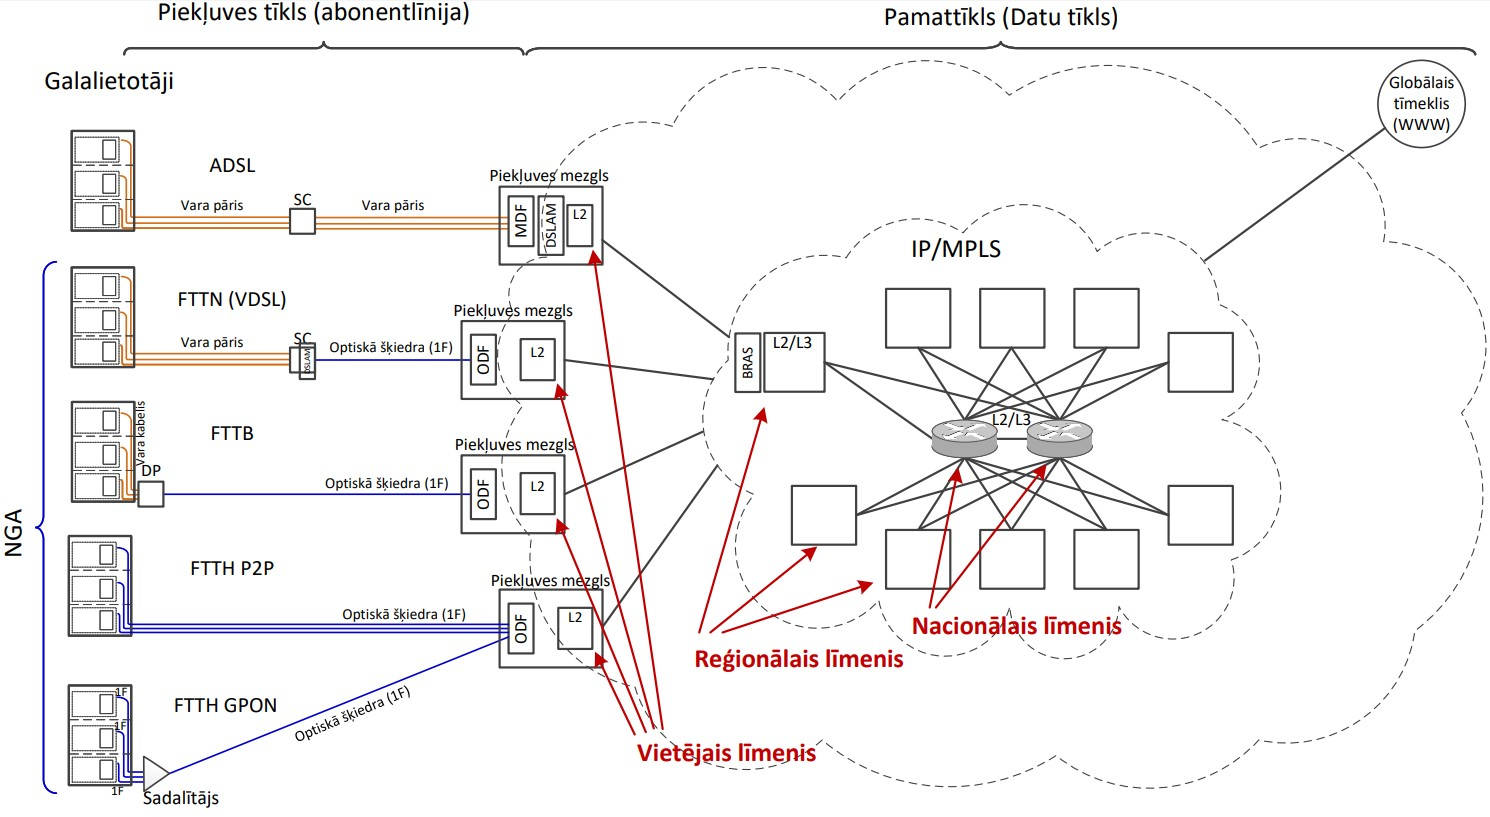 Piekļuves tīkls (abonentlīnija)
Pamattīkls (Datu tīkls)
Galalietotāji
Globālais
tīmeklis
(WWW)
ADSL
Vara pāris
SC
Vara pāris
Piekļuves mezgls
MDF
DSLAM
L2
FTTN (VDSL)
Vara pāris
SC
DSLAM
Optiskā šķiedra (1F)
Piekļuves mezgls
ODF
L2
FTTB
Vara kabelis
DP
Optiskā šķiedra (1F)
Piekļuves mezgls
ODF
L2
NGA
FTTH P2P
Optiskā šķiedra (1F)
Piekļuves mezgls
ODF
L2
FTTH GPON
1F
1F
1F
Optiskā šķiedra (1F)
Sadalītājs
IP/MPLS
BRAS
L2/L3
L2/L3
Nacionālais līmenis
Reģionālais līmenis
Vietējais līmenis